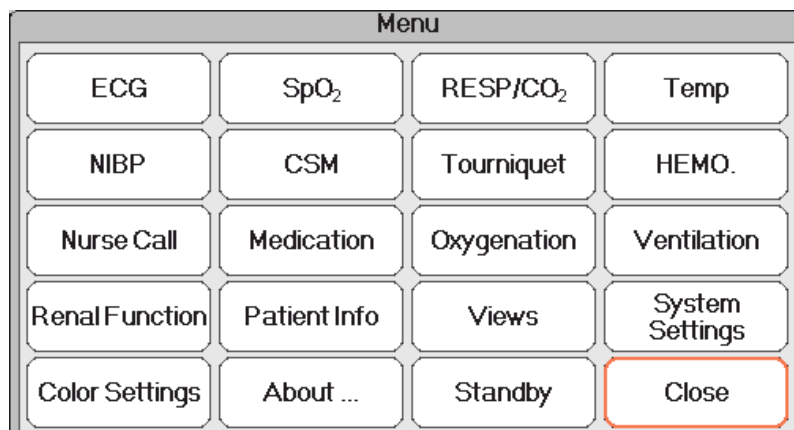 Menu
ECG SpO₂ RESP/CO₂ Temp
NIBP CSM Tourniquet HEMO.
Nurse Call Medication Oxygenation Ventilation
Renal Function Patient Info Views System
Settings
Color Settings About ... Standby Close